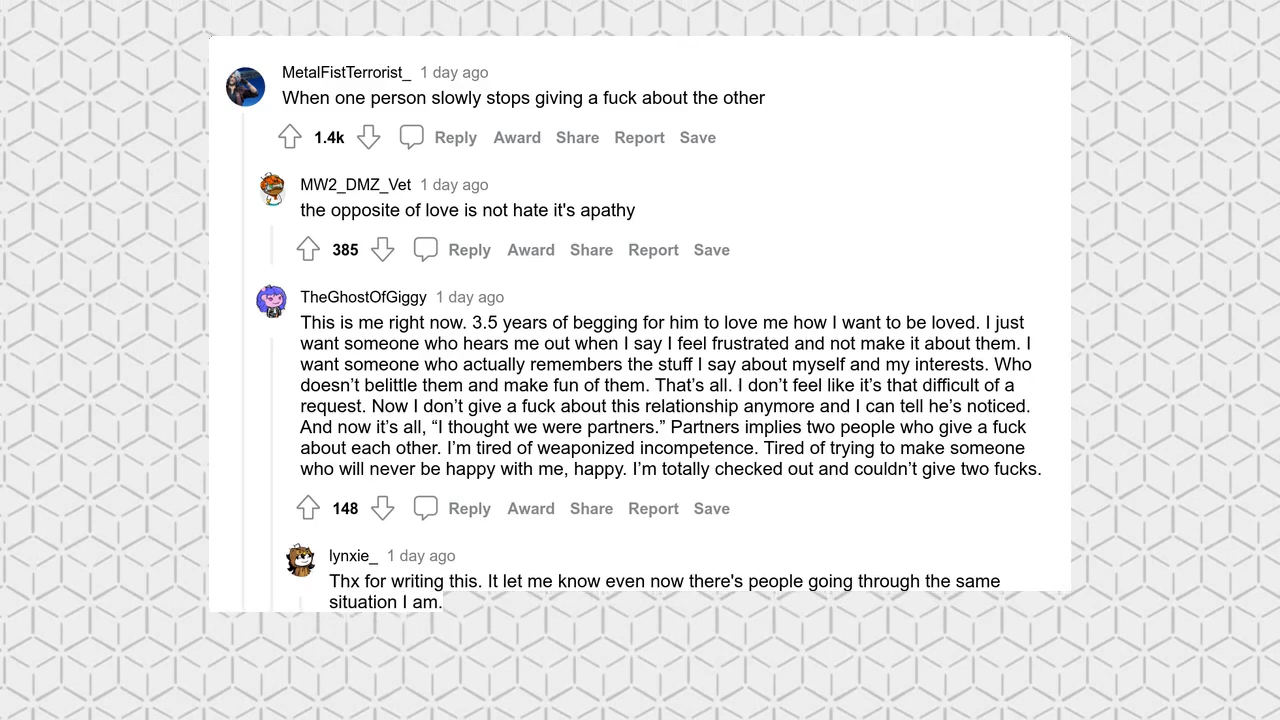 MetalFistTerrorist_ 1 day ago
When one person slowly stops giving a fuck about the other
1.4k Reply Award Share Report Save
MW2_DMZ_Vet 1 day ago
the opposite of love is not hate it's apathy
385 Reply Award Share Report Save
TheGhostOfGiggy 1 day ago
This is me right now. 3.5 years of begging for him to love me how I want to be loved. I just
want someone who hears me out when I say I feel frustrated and not make it about them. I
want someone who actually remembers the stuff I say about myself and my interests. Who
doesn’t belittle them and make fun of them. That’s all. I don’t feel like it’s that difficult of a
request. Now I don’t give a fuck about this relationship anymore and I can tell he’s noticed.
And now it’s all, “I thought we were partners.” Partners implies two people who give a fuck
about each other. I’m tired of weaponized incompetence. Tired of trying to make someone
who will never be happy with me, happy. I’m totally checked out and couldn’t give two fucks.
148 Reply Award Share Report Save
lynxie_ 1 day ago
Thx for writing this. It let me know even now there's people going through the same
situation I am.